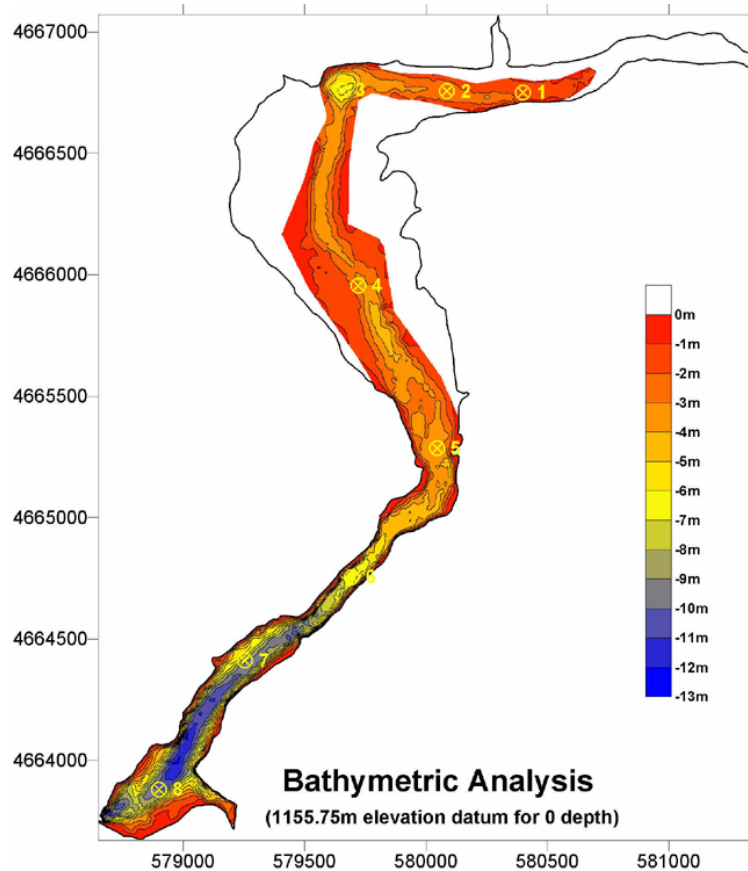 4667000
3
2
1
4666500
4666000
4
0m
-1m
-2m
-3m
-4m
-5m
-6m
-7m
-8m
-9m
-10m
-11m
-12m
-13m
4665500
5
4665000
6
4664500
7
4664000
8
Bathymetric Analysis
(1155.75m elevation datum for 0 depth)
579000 579500 580000 580500 581000